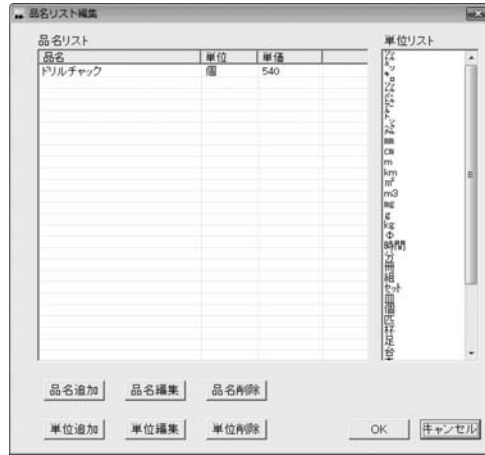 品名リスト編集
品名リスト
単位リスト
品名 単位 単価
ドリルチャック 個 540
mm
cm
m
km
m²
m3
mg
g
kg
Φ
時間
分
冊
組
セット
皿
個
匹
杯
足
台
品名追加 品名編集 品名削除
単位追加 単位編集 単位削除
OK キャンセル